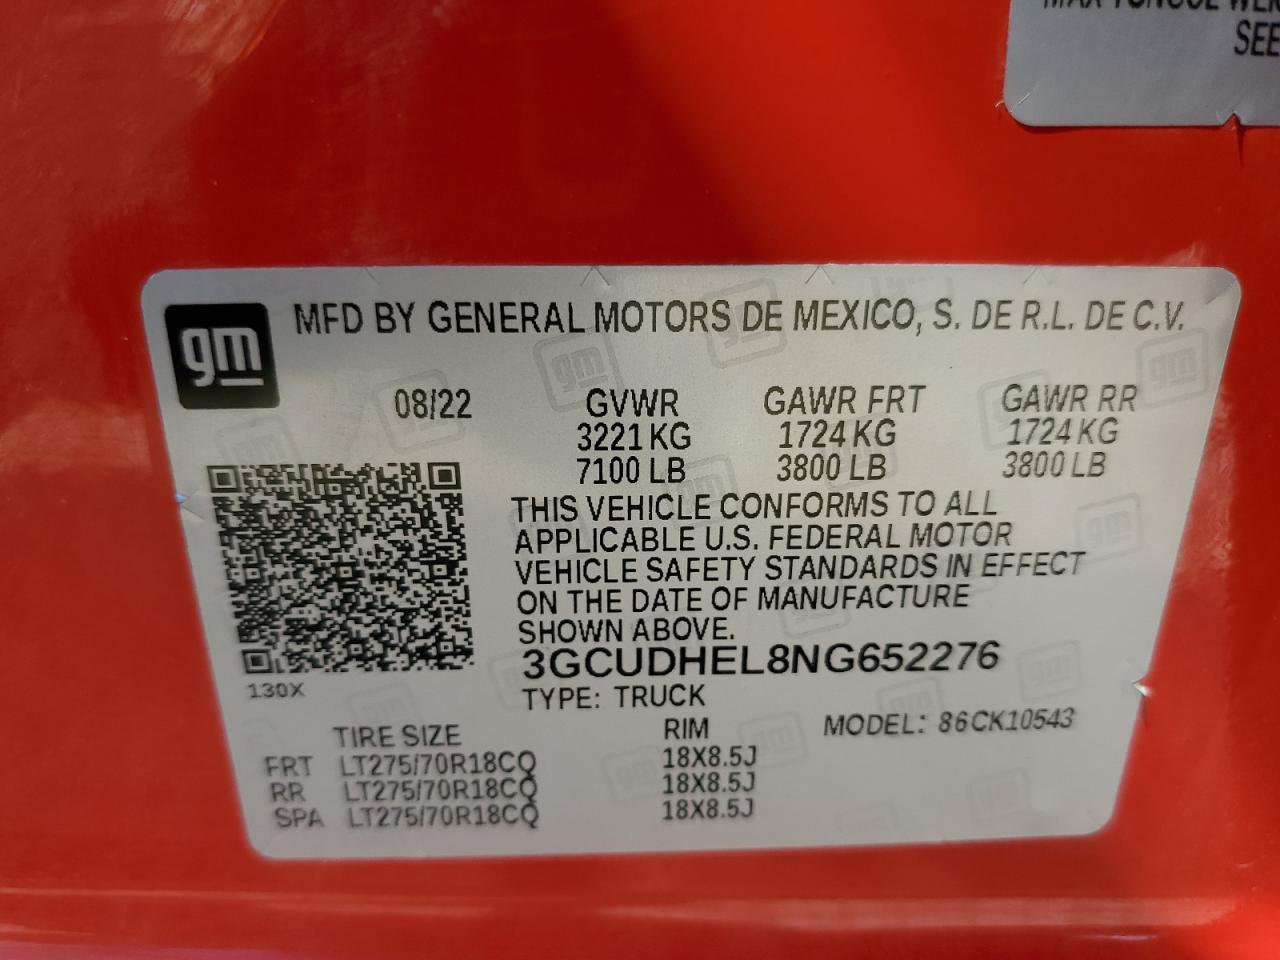 MAX TONGUE
SEE
gm
MFD BY GENERAL MOTORS DE MEXICO, S. DE R.L. DE C.V.
08/22 GVWR GAWR FRT GAWR RR
3221 KG 1724 KG 1724 KG
7100 LB 3800 LB 3800 LB
THIS VEHICLE CONFORMS TO ALL
APPLICABLE U.S. FEDERAL MOTOR
VEHICLE SAFETY STANDARDS IN EFFECT
ON THE DATE OF MANUFACTURE
SHOWN ABOVE.
3GCUDHEL8NG652276
130X
TYPE: TRUCK
TIRE SIZE RIM MODEL: 86CK10543
FRT LT275/70R18CQ 18X8.5J
RR LT275/70R18CQ 18X8.5J
SPA LT275/70R18CQ 18X8.5J